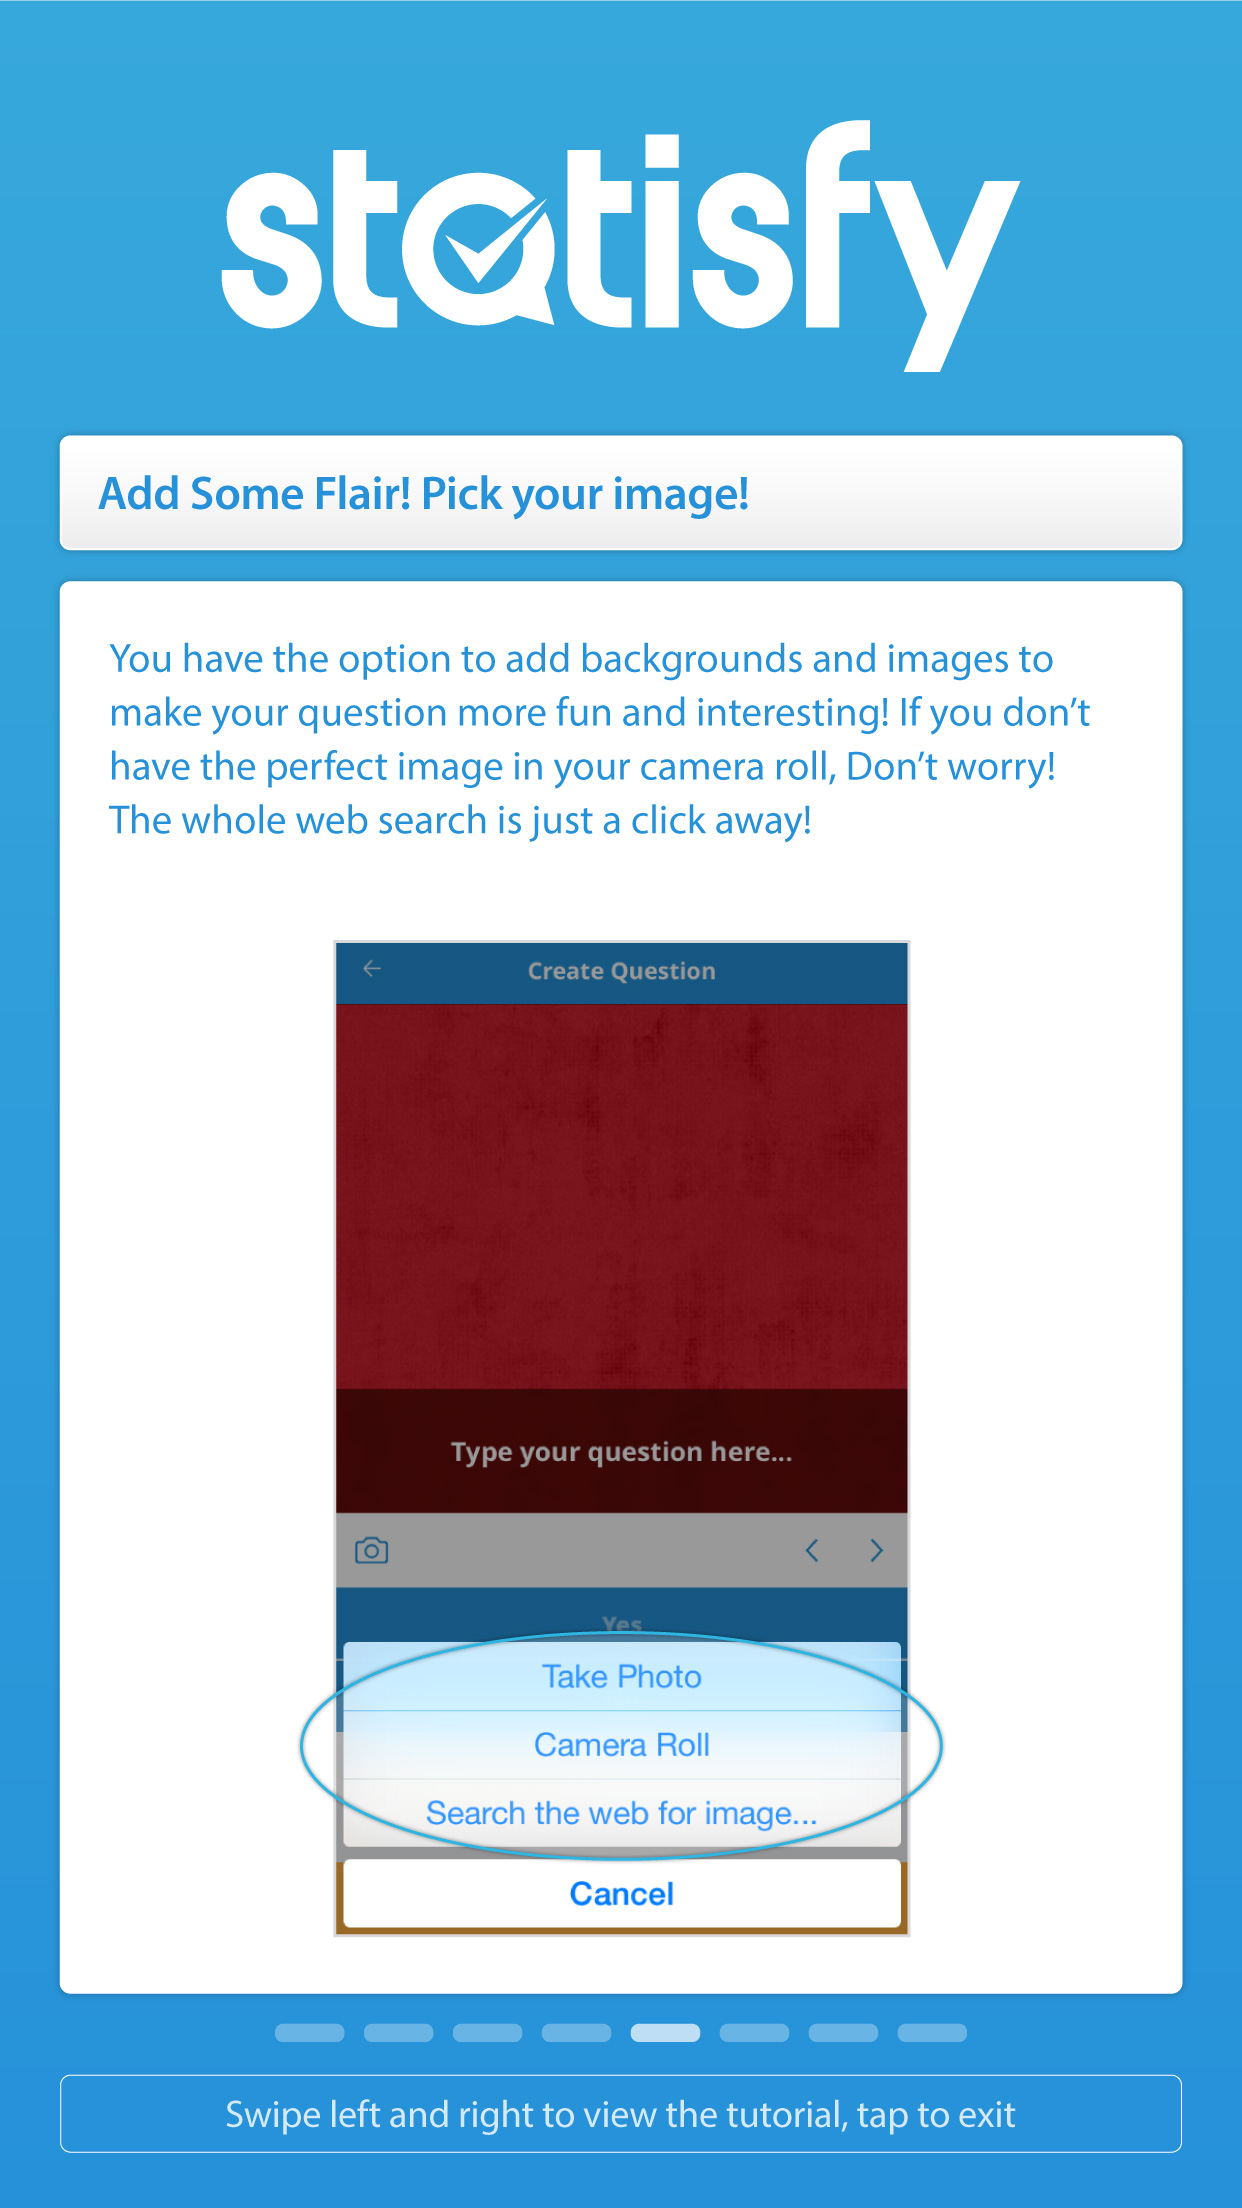 statisfy
Add Some Flair! Pick your image!
You have the option to add backgrounds and images to
make your question more fun and interesting! If you don’t
have the perfect image in your camera roll, Don’t worry!
The whole web search is just a click away!
Create Question
Type your question here...
Yes
Take Photo
Camera Roll
Search the web for image...
Cancel
Swipe left and right to view the tutorial, tap to exit